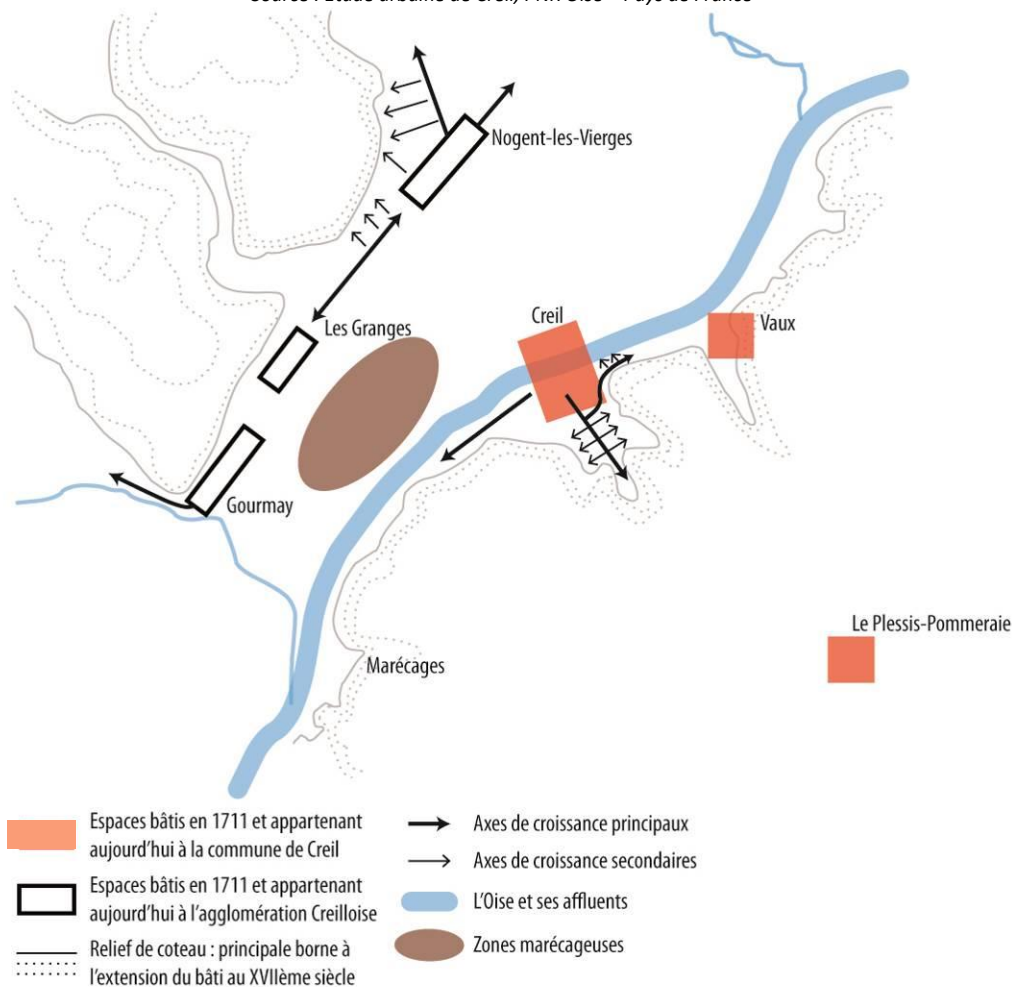 Nogent-les-Vierges
Les Granges
Creil
Vaux
Gourmay
Le Plessis-Pommeraie
Marécages
Espaces bâtis en 1711 et appartenant
aujourd'hui à la commune de Creil
Espaces bâtis en 1711 et appartenant
aujourd'hui à l'agglomération Creilloise
Relief de coteau : principale borne à
l'extension du bâti au XVIIème siècle
Axes de croissance principaux
Axes de croissance secondaires
L'Oise et ses affluents
Zones marécageuses